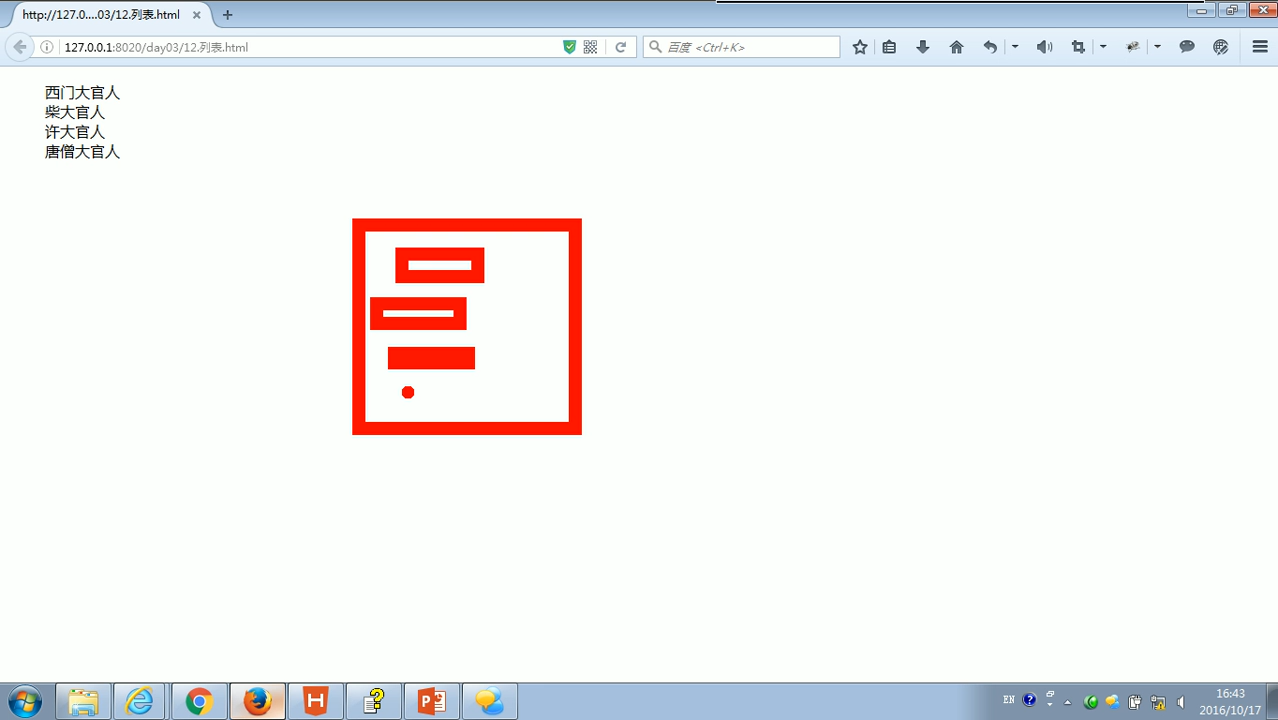 http://127.0....03/12.列表.html
127.0.0.1:8020/day03/12.列表.html
百度 <Ctrl+K>
西门大官人
柴大官人
许大官人
唐僧大官人
EN
16:43
2016/10/17